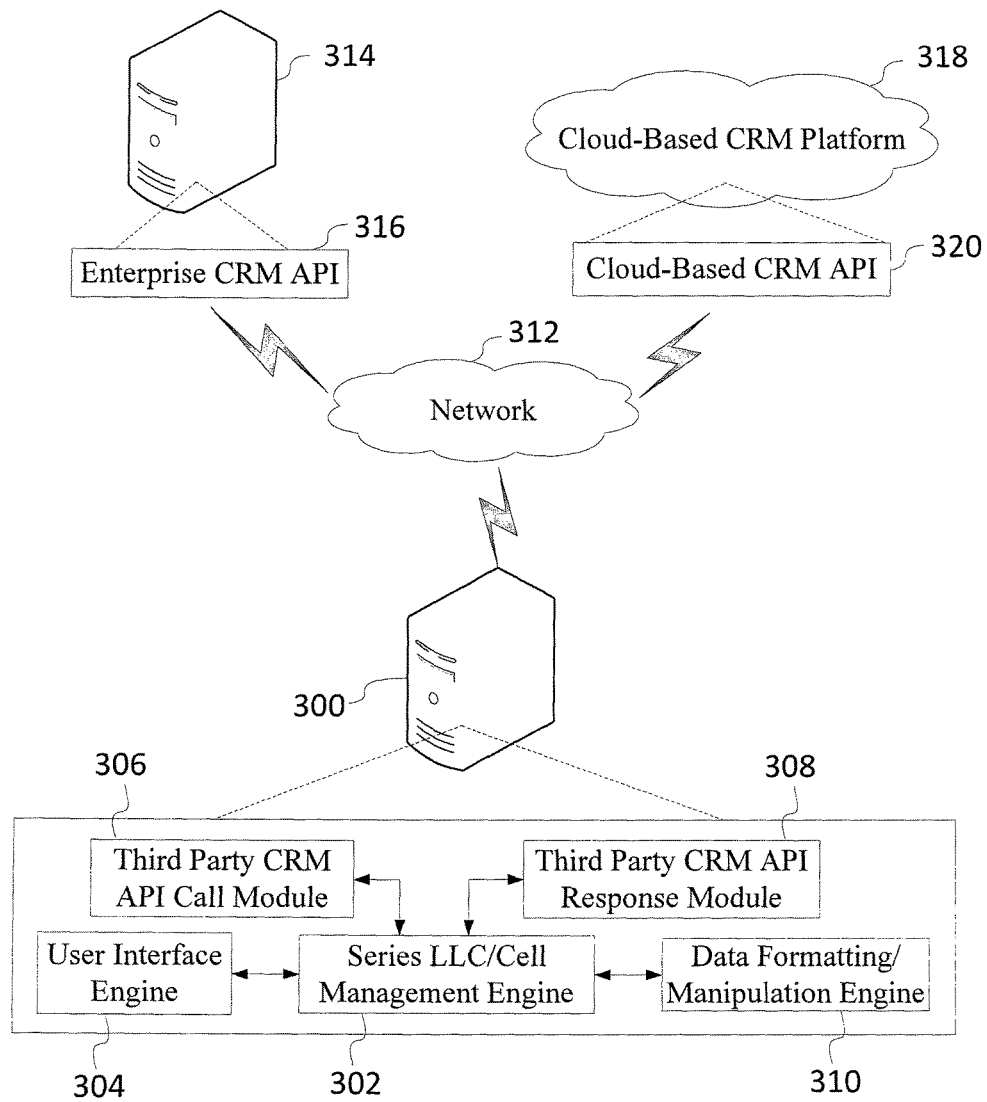 314
318
Cloud-Based CRM Platform
316
Enterprise CRM API
320
Cloud-Based CRM API
312
Network
300
306
308
Third Party CRM
API Call Module
Third Party CRM API
Response Module
User Interface
Engine
Series LLC/Cell
Management Engine
Data Formatting/
Manipulation Engine
304
302
310